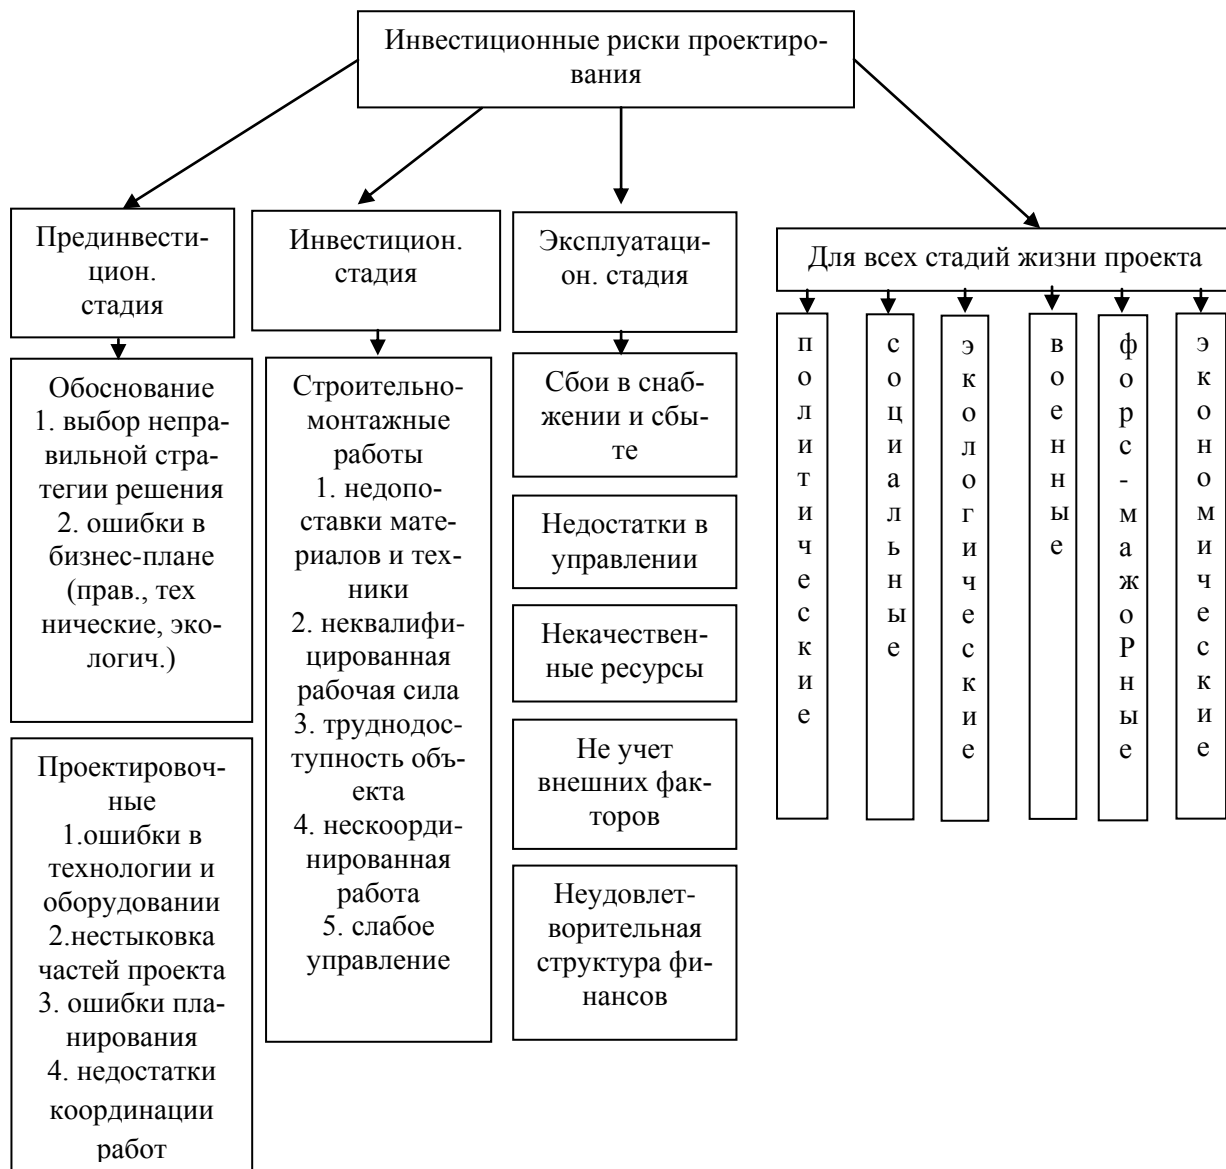 Инвестиционные риски проектиро-
вания
Прединвести-
цион.
стадия
Инвестицион.
стадия
Эксплуатаци-
он. стадия
Для всех стадий жизни проекта
Обоснование
1. выбор непра-
вильной стра-
тегии решения
2. ошибки в
бизнес-плане
(прав., тех
нические, эко-
логич.)
Проектировоч-
ные
1.ошибки в
технологии и
оборудовании
2.нестыковка
частей проекта
3. ошибки пла-
нирования
4. недостатки
координации
работ
Строительно-
монтажные
работы
1. недопо-
ставки мате-
риалов и тех-
ники
2. неквалифи-
цированная
рабочая сила
3. труднодос-
тупность объ-
екта
4. нескоорди-
нированная
работа
5. слабое
управление
Сбои в снаб-
жении и сбы-
те
Недостатки в
управлении
Некачествен-
ные ресурсы
Не учет
внешних фак-
торов
Неудовлет-
ворительная
структура фи-
нансов
политические
социальные
экологические
военные
форс-мажоРные
экономические